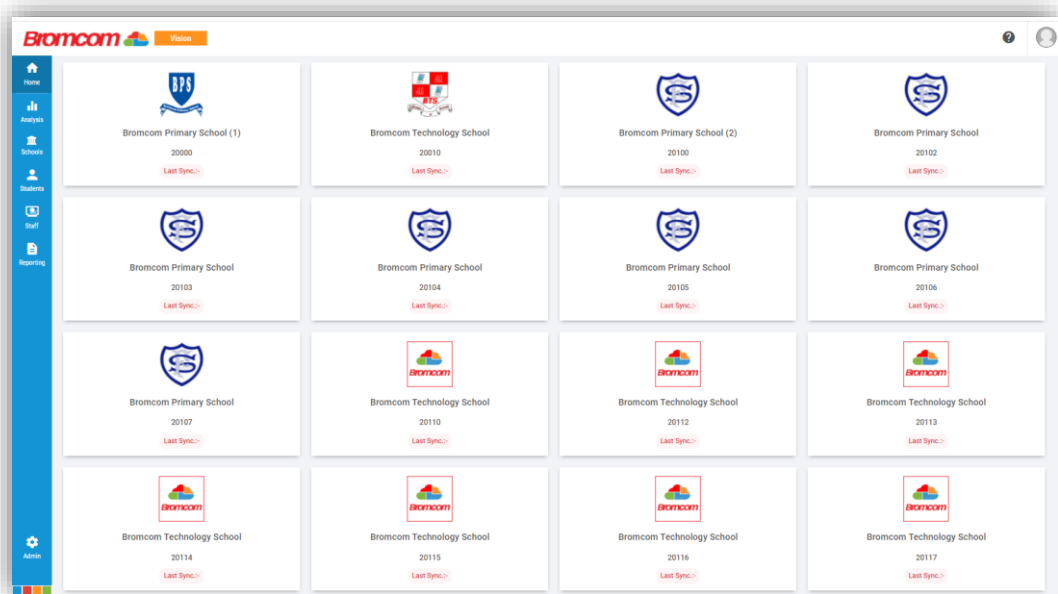 Bromcom Vision ?
Home
Analysis
Schools
Students
Staff
Reporting
Admin
BPS
Bromcom Primary School (1)
20000
Last Sync.:-
BTS
Bromcom Technology School
20010
Last Sync.:-
Bromcom Primary School (2)
20100
Last Sync.:-
Bromcom Primary School
20102
Last Sync.:-
Bromcom Primary School
20103
Last Sync.:-
Bromcom Primary School
20104
Last Sync.:-
Bromcom Primary School
20105
Last Sync.:-
Bromcom Primary School
20106
Last Sync.:-
Bromcom Primary School
20107
Last Sync.:-
Bromcom
Bromcom Technology School
20110
Last Sync.:-
Bromcom
Bromcom Technology School
20112
Last Sync.:-
Bromcom
Bromcom Technology School
20113
Last Sync.:-
Bromcom
Bromcom Technology School
20114
Last Sync.:-
Bromcom
Bromcom Technology School
20115
Last Sync.:-
Bromcom
Bromcom Technology School
20116
Last Sync.:-
Bromcom
Bromcom Technology School
20117
Last Sync.:-